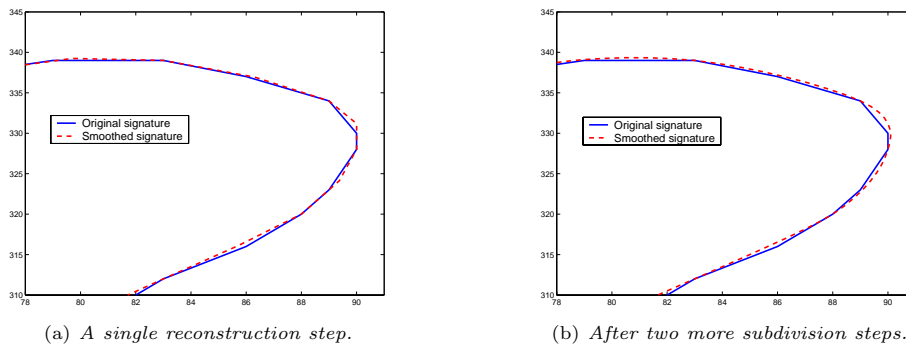 345
340
335
330
325
320
315
310
78 80 82 84 86 88 90
Original signature
Smoothed signature
(a) A single reconstruction step.
345
340
335
330
325
320
315
310
78 80 82 84 86 88 90
Original signature
Smoothed signature
(b) After two more subdivision steps.